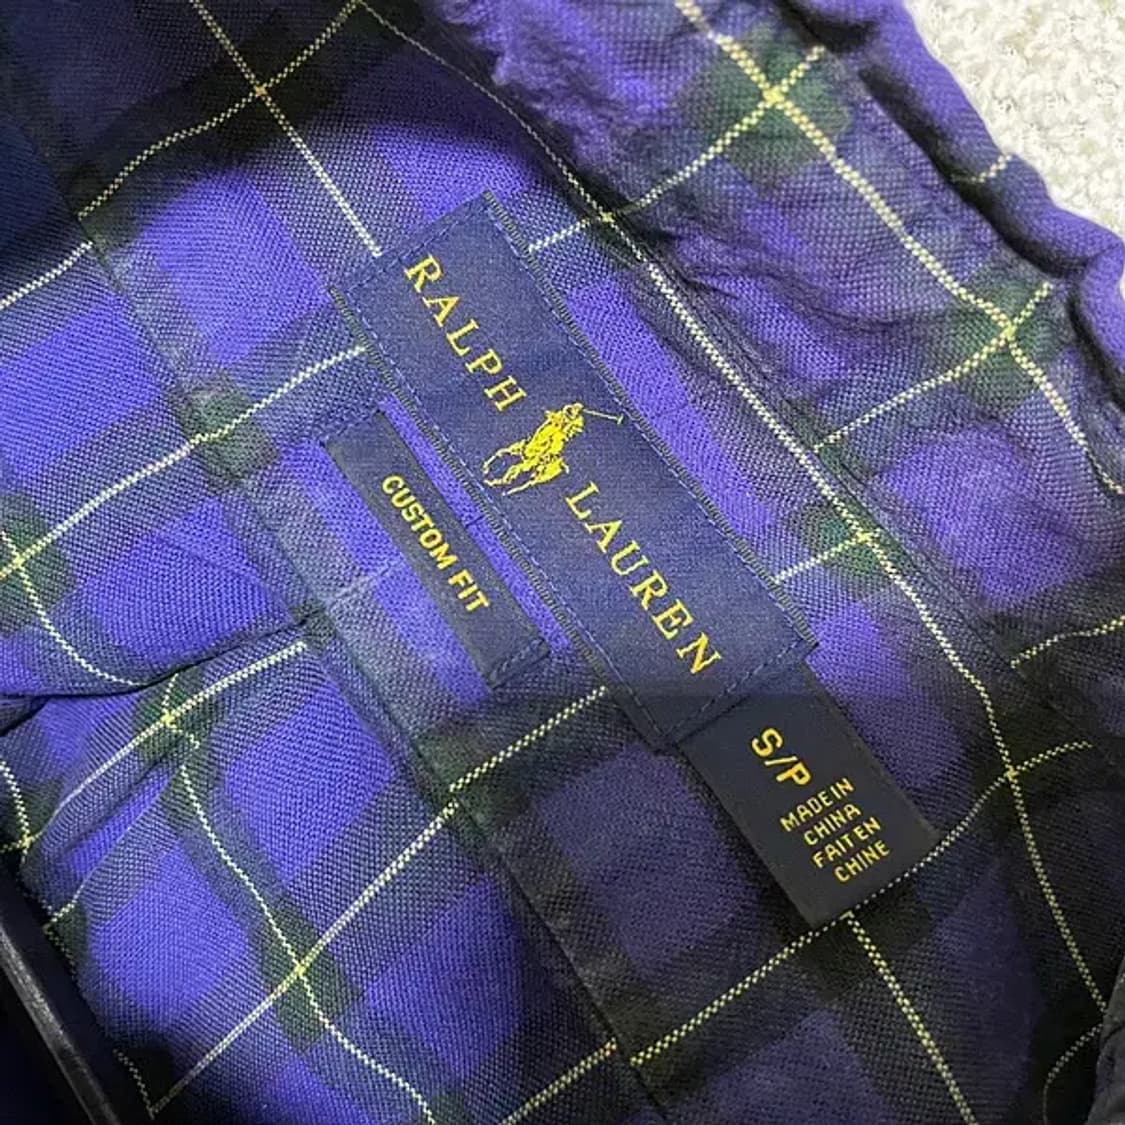 RALPH LAUREN
CUSTOM FIT
S/P
MADE IN
CHINA
FAIT EN
CHINE